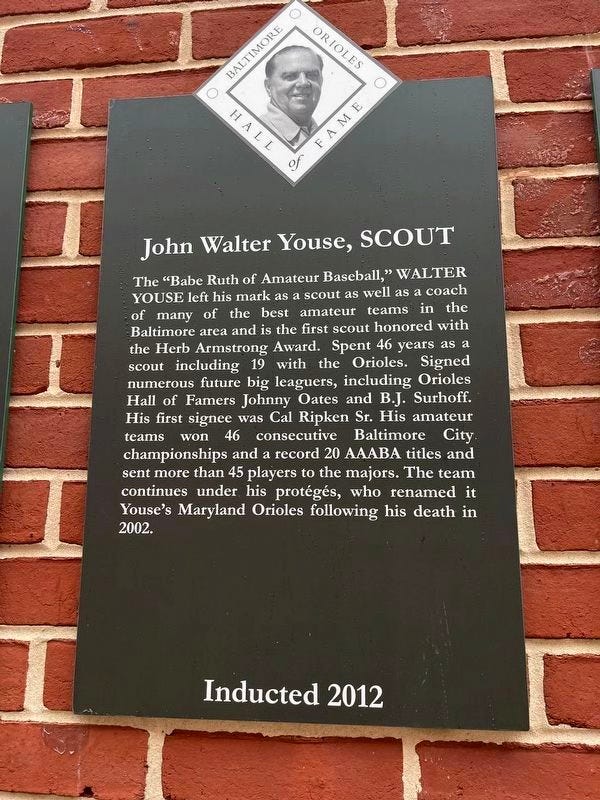 BALTIMORE ORIOLES
HALL of FAME
John Walter Youse, SCOUT
The “Babe Ruth of Amateur Baseball,” WALTER
YOUSE left his mark as a scout as well as a coach
of many of the best amateur teams in the
Baltimore area and is the first scout honored with
the Herb Armstrong Award. Spent 46 years as a
scout including 19 with the Orioles. Signed
numerous future big leaguers, including Orioles
Hall of Famers Johnny Oates and B.J. Surhoff.
His first signee was Cal Ripken Sr. His amateur
teams won 46 consecutive Baltimore City
championships and a record 20 AAABA titles and
sent more than 45 players to the majors. The team
continues under his protégés, who renamed it
Youse’s Maryland Orioles following his death in
2002.
Inducted 2012